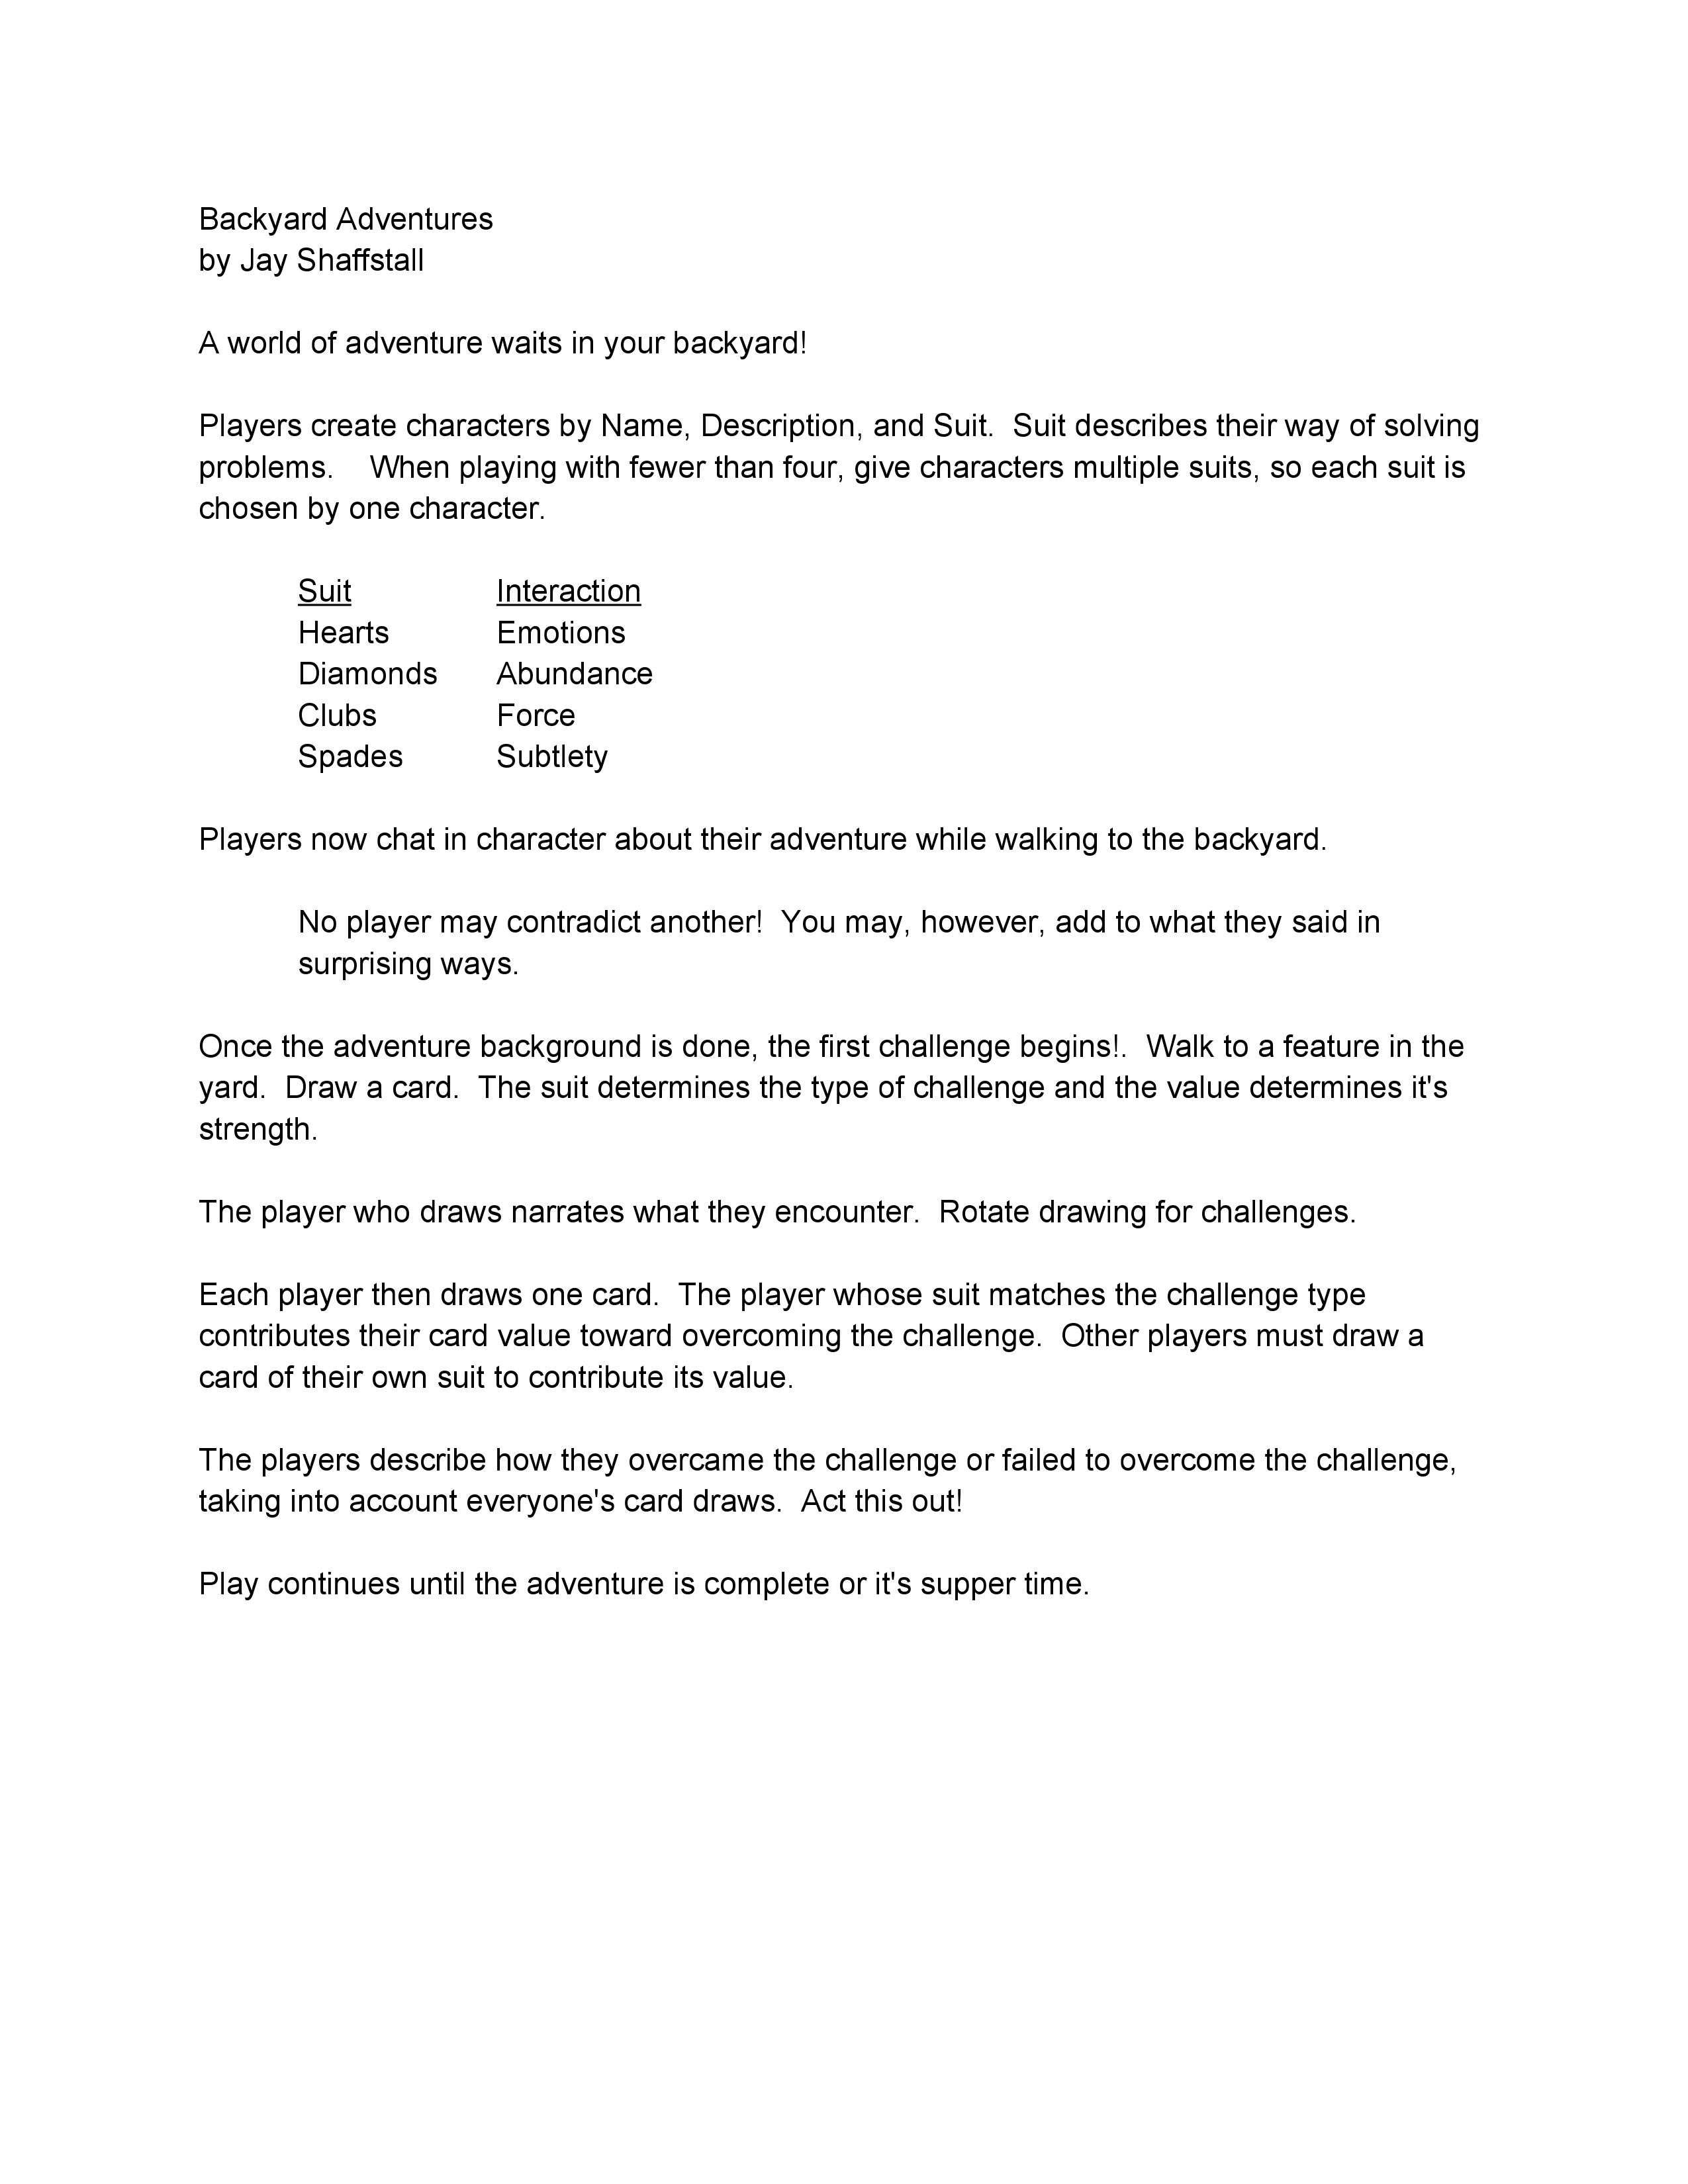 Backyard Adventures
by Jay Shaffstall
A world of adventure waits in your backyard!
Players create characters by Name, Description, and Suit.  Suit describes their way of solving
problems.    When playing with fewer than four, give characters multiple suits, so each suit is
chosen by one character.
Suit Interaction
Hearts Emotions
Diamonds Abundance
Clubs Force
Spades Subtlety
Players now chat in character about their adventure while walking to the backyard.
No player may contradict another!  You may, however, add to what they said in
surprising ways.
Once the adventure background is done, the first challenge begins!.  Walk to a feature in the
yard.  Draw a card.  The suit determines the type of challenge and the value determines it's
strength.
The player who draws narrates what they encounter.  Rotate drawing for challenges.
Each player then draws one card.  The player whose suit matches the challenge type
contributes their card value toward overcoming the challenge.  Other players must draw a
card of their own suit to contribute its value.
The players describe how they overcame the challenge or failed to overcome the challenge,
taking into account everyone's card draws.  Act this out!
Play continues until the adventure is complete or it's supper time.